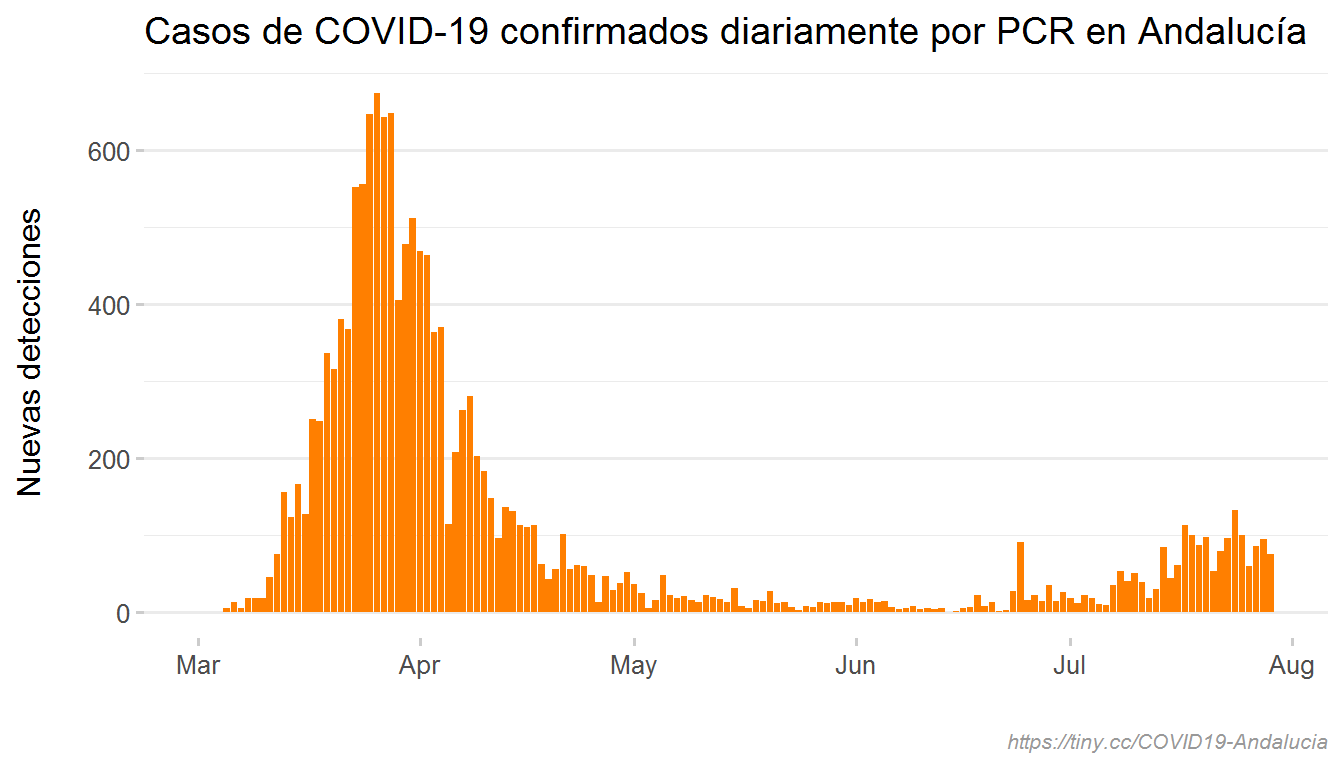 Casos de COVID-19 confirmados diariamente por PCR en Andalucía
Nuevas detecciones
600
400
200
0
Mar Apr May Jun Jul Aug
https://tiny.cc/COVID19-Andalucia